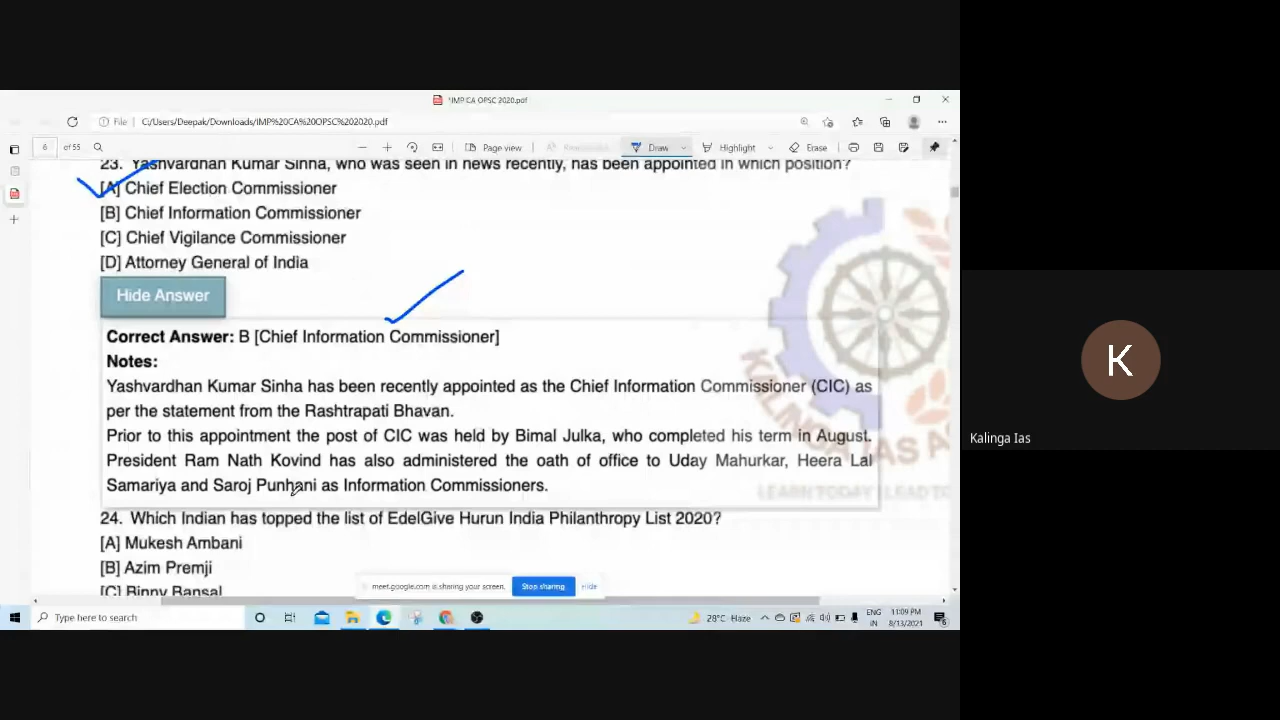 *IMP CA OPSC 2020.pdf
File
C:/Users/Deepak/Downloads/IMP%20CA%20OPSC%202020.pdf
6 of 55
Page view
Draw
Highlight
Erase
23. Yashvardhan Kumar Sinha, who was seen in news recently, has been appointed in which position?
[A] Chief Election Commissioner
[B] Chief Information Commissioner
[C] Chief Vigilance Commissioner
[D] Attorney General of India
Hide Answer
Correct Answer: B [Chief Information Commissioner]
Notes:
Yashvardhan Kumar Sinha has been recently appointed as the Chief Information Commissioner (CIC) as
per the statement from the Rashtrapati Bhavan.
Prior to this appointment the post of CIC was held by Bimal Julka, who completed his term in August.
President Ram Nath Kovind has also administered the oath of office to Uday Mahurkar, Heera Lal
Samariya and Saroj Punhani as Information Commissioners.
24. Which Indian has topped the list of EdelGive Hurun India Philanthropy List 2020?
[A] Mukesh Ambani
[B] Azim Premji
[C] Binny Bansal
meet.google.com is sharing your screen.
Stop sharing
Hide
Type here to search
28°C Haze
ENG
IN
11:09 PM
8/13/2021
6
K
Kalinga Ias
KALINGA IAS A
LEARN TODAY | LEAD TO